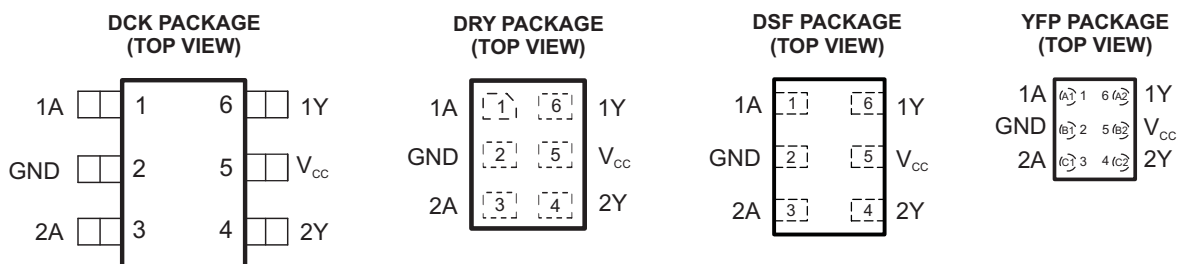 DCK PACKAGE
(TOP VIEW)
1A 1 6 1Y
GND 2 5 VCC
2A 3 4 2Y
DRY PACKAGE
(TOP VIEW)
1A 1 6 1Y
GND 2 5 VCC
2A 3 4 2Y
DSF PACKAGE
(TOP VIEW)
1A 1 6 1Y
GND 2 5 VCC
2A 3 4 2Y
YFP PACKAGE
(TOP VIEW)
1A A1 1 6 A2 1Y
GND B1 2 5 B2 VCC
2A C1 3 4 C2 2Y